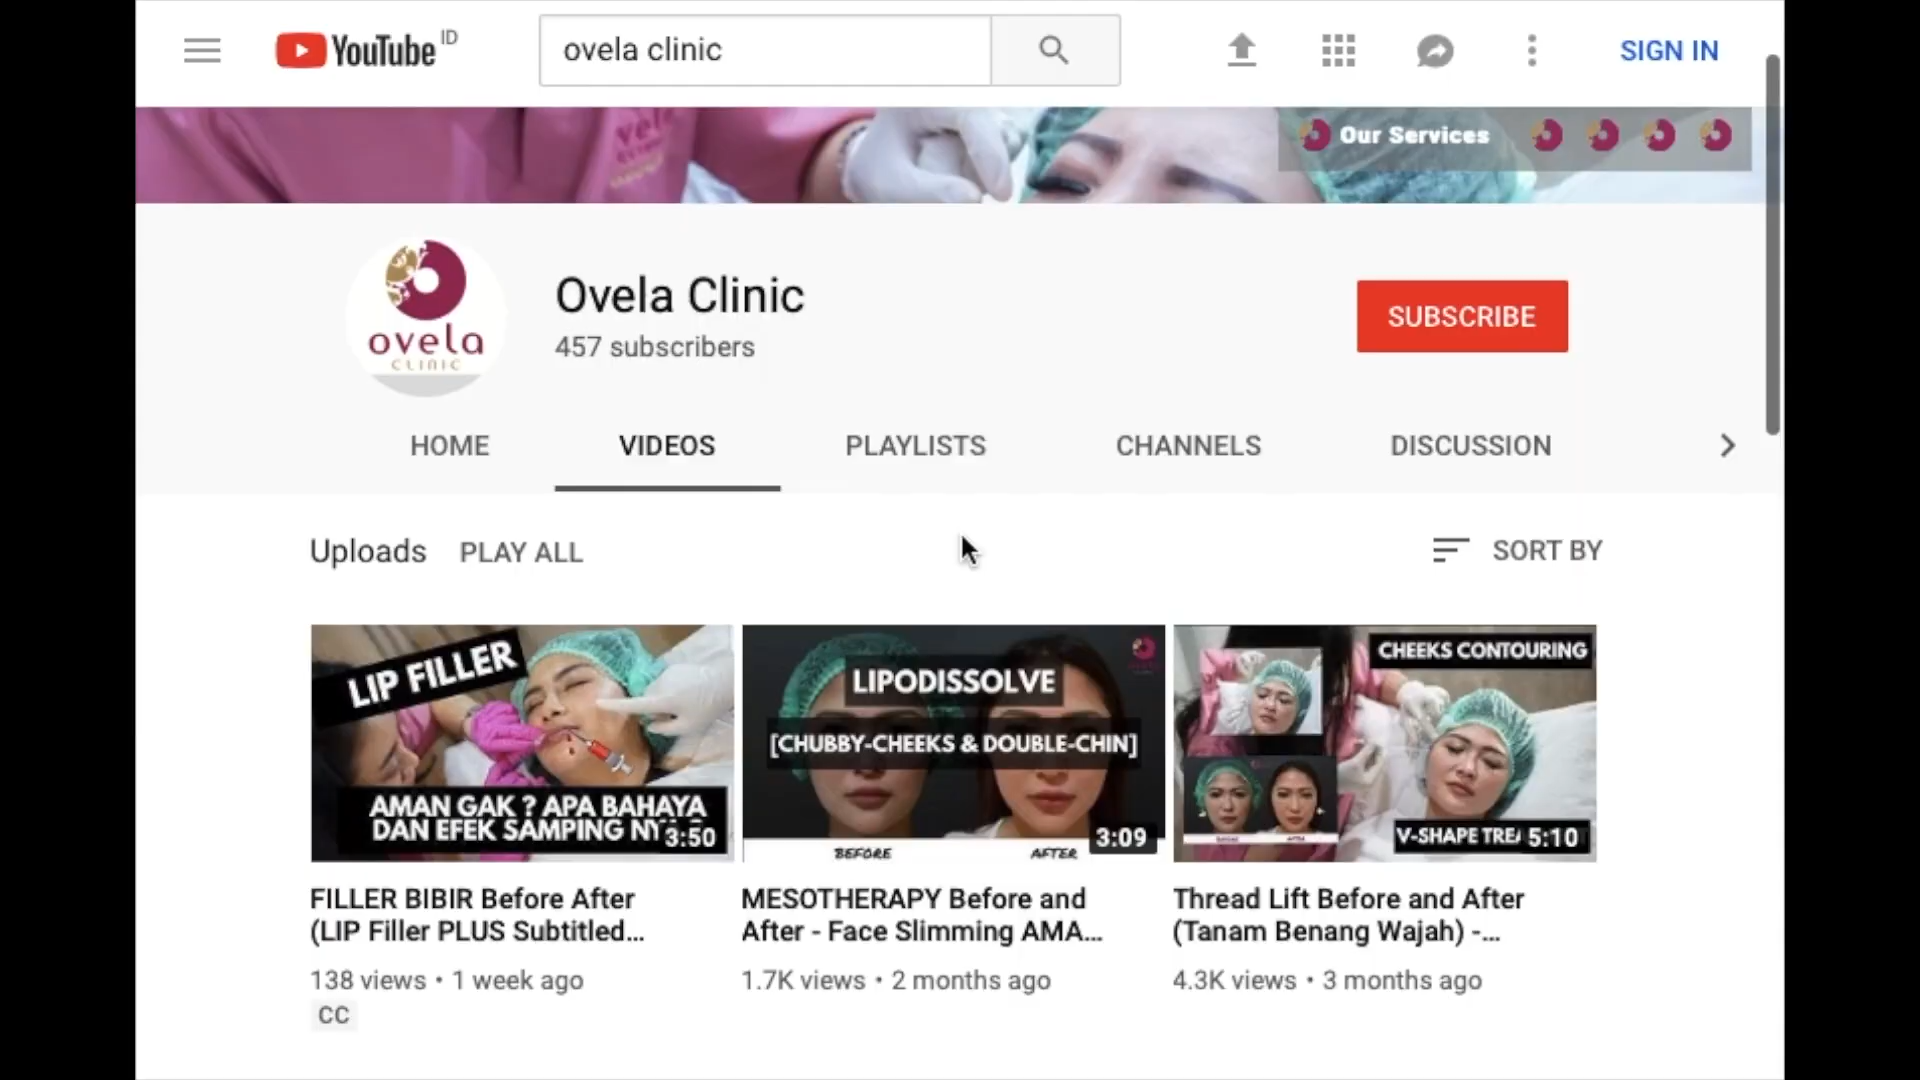 YouTube ID
ovela clinic
SIGN IN
Our Services
ovela
CLINIC
Ovela Clinic
457 subscribers
SUBSCRIBE
HOME
VIDEOS
PLAYLISTS
CHANNELS
DISCUSSION
Uploads
PLAY ALL
SORT BY
LIP FILLER
AMAN GAK ? APA BAHAYA
DAN EFEK SAMPING
3:50
LIPODISSOLVE
[CHUBBY-CHEEKS & DOUBLE-CHIN]
BEFORE
AFTER
3:09
CHEEKS CONTOURING
V-SHAPE
5:10
FILLER BIBIR Before After
(LIP Filler PLUS Subtitled...
138 views • 1 week ago
CC
MESOTHERAPY Before and
After - Face Slimming AMA...
1.7K views • 2 months ago
Thread Lift Before and After
(Tanam Benang Wajah) -...
4.3K views • 3 months ago